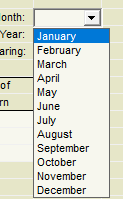 onth:
Year:
aring:
of
rn
January
February
March
April
May
June
July
August
September
October
November
December